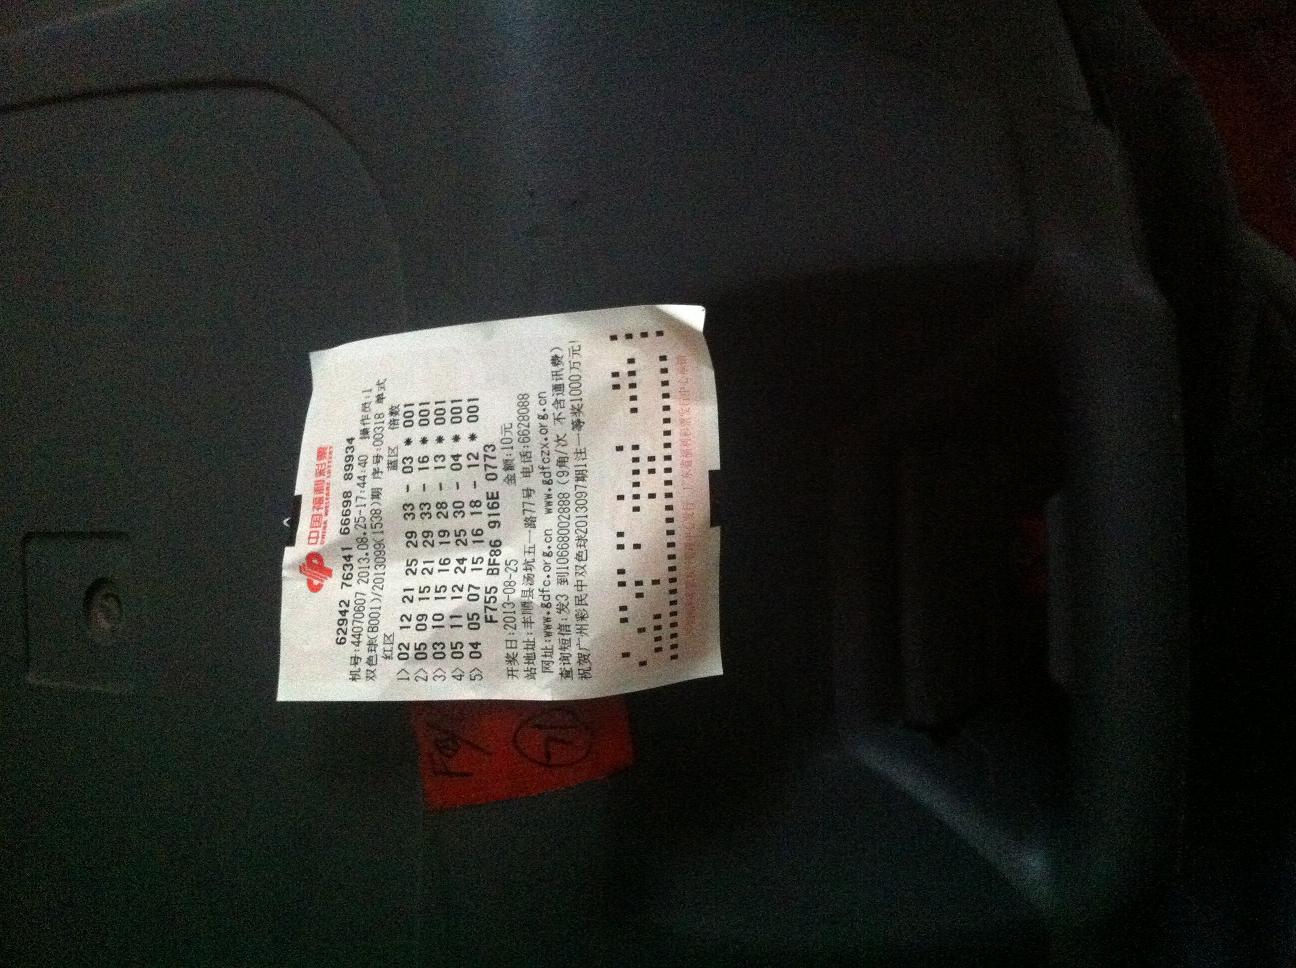 中国福利彩票
CHINA WELFARE LOTTERY
62942 76341 66698 89934
机号:44070607 2013.08.25-17:44:40 操作员:1
双色球(B001)/2013099(1538)期 序号:00318 单式
红区 蓝区 倍数
1) 02 12 21 25 29 33 - 03 * 001
2) 05 09 15 21 29 33 - 16 * 001
3) 03 10 15 16 19 28 - 13 * 001
4) 05 11 12 24 25 30 - 04 * 001
5) 04 05 07 15 16 18 - 12 * 001
F755 BF86 916E 0773
开奖日:2013-08-25 金额:10元
站地址:丰顺县汤坑五一路77号 电话:6628088
网址:www.gdfc.org.cn www.gdfczx.org.cn
查询短信:发3 到10668002888(9角/次 不含通讯费)
祝贺广州彩民中双色球2013097期1注一等奖1000万元!